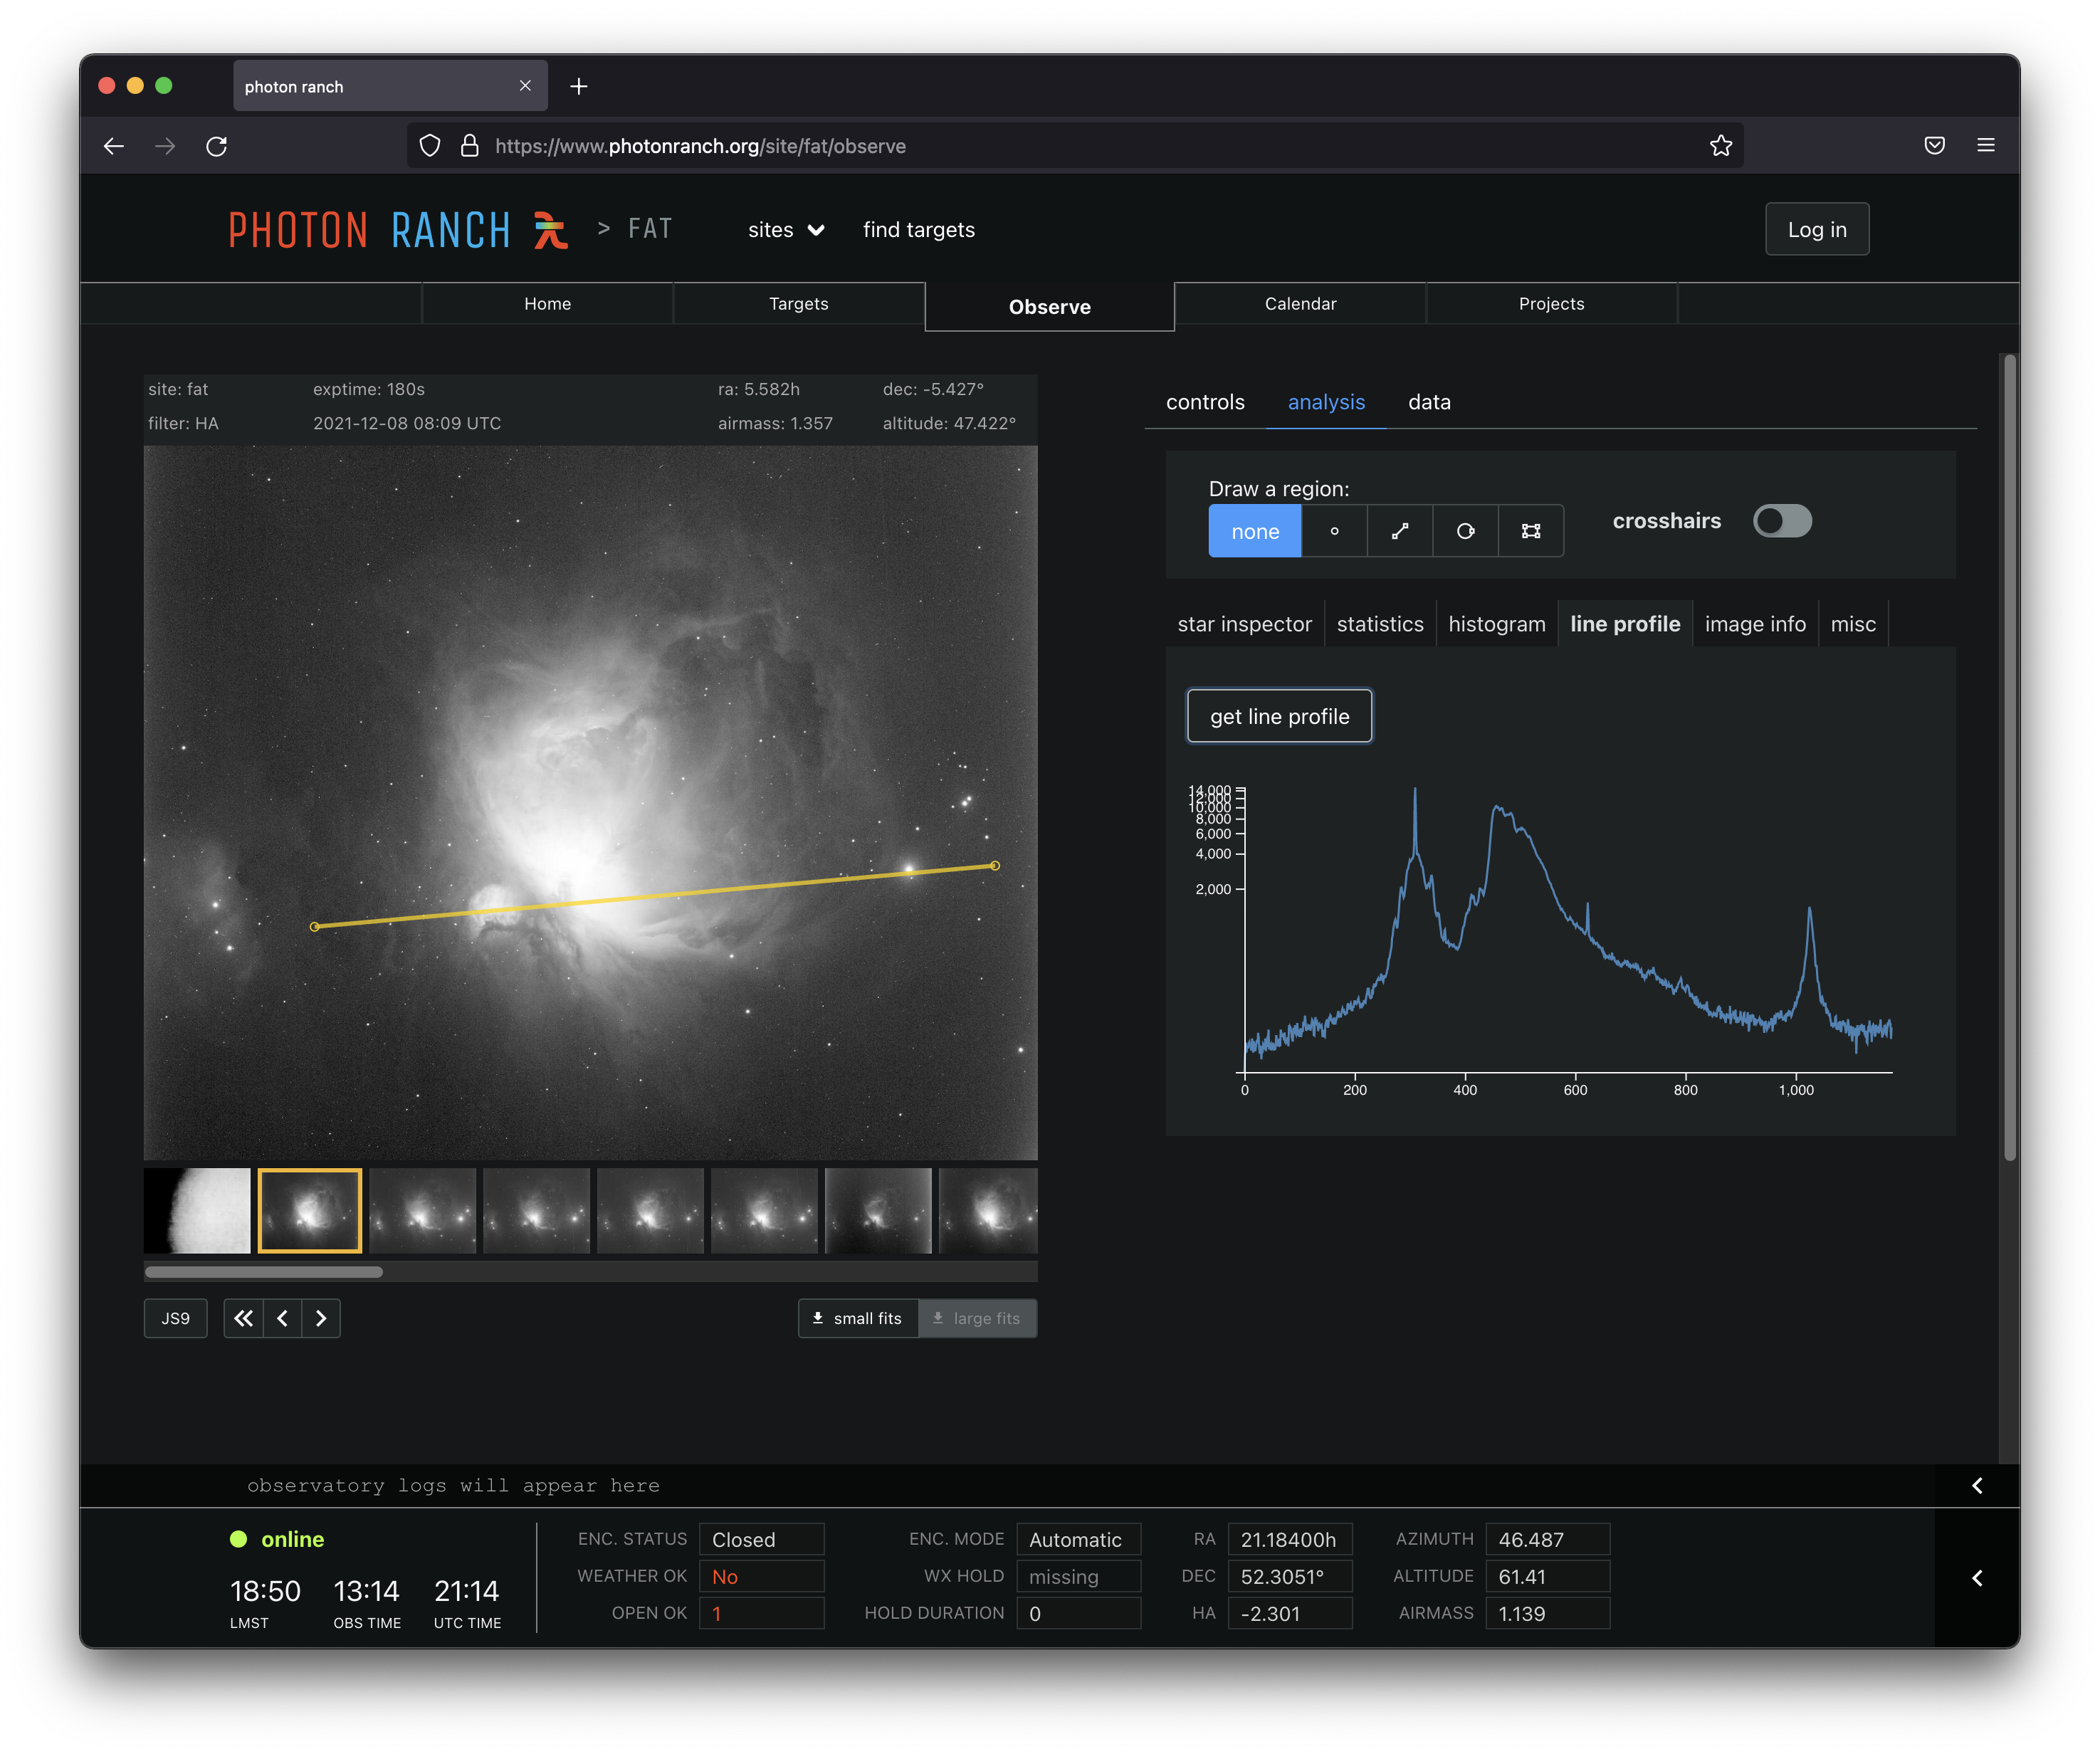 photon ranch
https://www.photonranch.org/site/fat/observe
PHOTON RANCH > FAT sites find targets Log in
Home Targets Observe Calendar Projects
site: fat exptime: 180s ra: 5.582h dec: -5.427°
filter: HA 2021-12-08 08:09 UTC airmass: 1.357 altitude: 47.422°
controls analysis data
Draw a region:
none crosshairs
star inspector statistics histogram line profile image info misc
get line profile
14,000
12,000
10,000
8,000
6,000
4,000
2,000
0 200 400 600 800 1,000
JS9 small fits large fits
observatory logs will appear here
online
18:50 13:14 21:14
LMST OBS TIME UTC TIME
ENC. STATUS Closed ENC. MODE Automatic RA 21.18400h AZIMUTH 46.487
WEATHER OK No WX HOLD missing DEC 52.3051° ALTITUDE 61.41
OPEN OK 1 HOLD DURATION 0 HA -2.301 AIRMASS 1.139